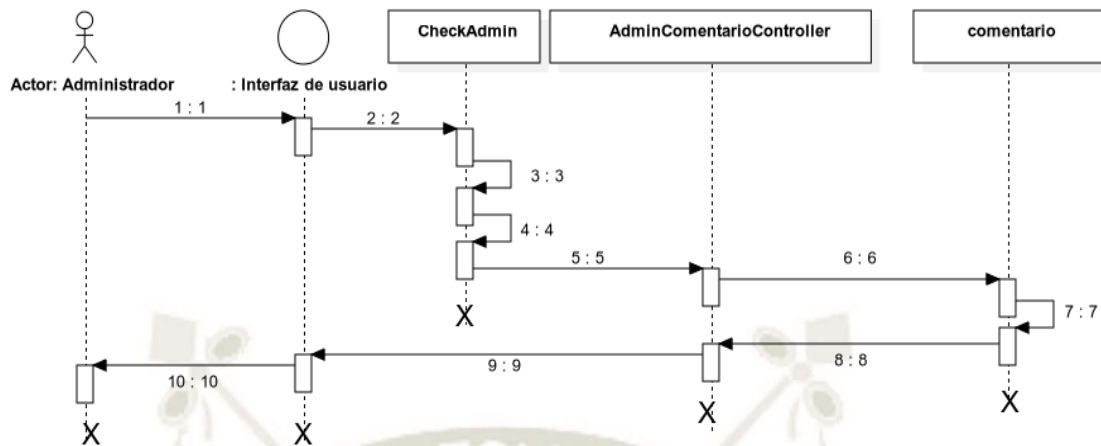 CheckAdmin
AdminComentarioController
comentario
Actor: Administrador
: Interfaz de usuario
1 : 1
2 : 2
3 : 3
4 : 4
5 : 5
6 : 6
7 : 7
8 : 8
9 : 9
10 : 10
X
X
X
X
X